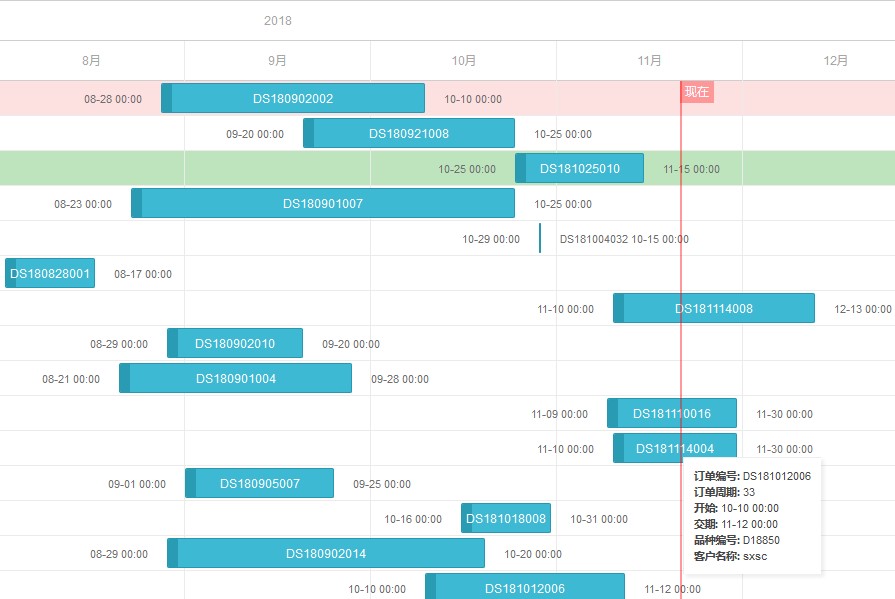 2018
8月 9月 10月 11月 12月
现在
08-28 00:00 DS180902002 10-10 00:00
09-20 00:00 DS180921008 10-25 00:00
10-25 00:00 DS181025010 11-15 00:00
08-23 00:00 DS180901007 10-25 00:00
10-29 00:00 DS181004032 10-15 00:00
DS180828001 08-17 00:00
11-10 00:00 DS181114008 12-13 00:00
08-29 00:00 DS180902010 09-20 00:00
08-21 00:00 DS180901004 09-28 00:00
11-09 00:00 DS181110016 11-30 00:00
11-10 00:00 DS181114004 11-30 00:00
09-01 00:00 DS180905007 09-25 00:00
10-16 00:00 DS181018008 10-31 00:00
08-29 00:00 DS180902014 10-20 00:00
10-10 00:00 DS181012006 11-12 00:00
订单编号: DS181012006
订单周期: 33
开始: 10-10 00:00
交期: 11-12 00:00
品种编号: D18850
客户名称: sxsc